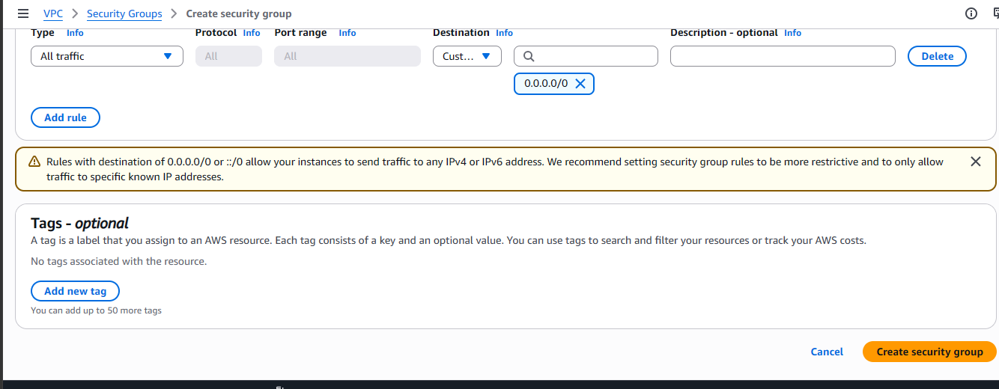 VPC > Security Groups > Create security group
Type Info Protocol Info Port range Info Destination Info Description - optional Info
All traffic All All Cust... Delete
0.0.0.0/0
Add rule
Rules with destination of 0.0.0.0/0 or ::/0 allow your instances to send traffic to any IPv4 or IPv6 address. We recommend setting security group rules to be more restrictive and to only allow
traffic to specific known IP addresses.
Tags - optional
A tag is a label that you assign to an AWS resource. Each tag consists of a key and an optional value. You can use tags to search and filter your resources or track your AWS costs.
No tags associated with the resource.
Add new tag
You can add up to 50 more tags
Cancel Create security group